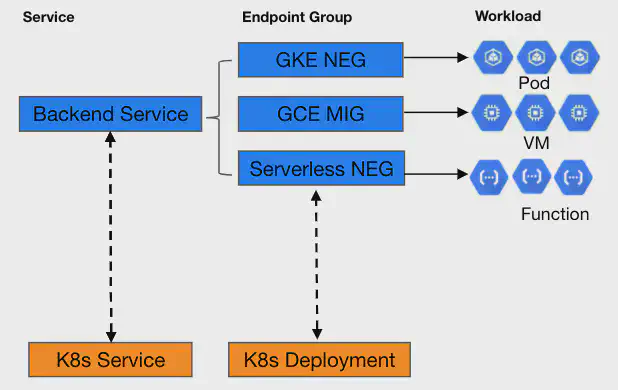 Service
Endpoint Group
Workload
GKE NEG
Pod
Backend Service
GCE MIG
VM
Serverless NEG
Function
K8s Service
K8s Deployment